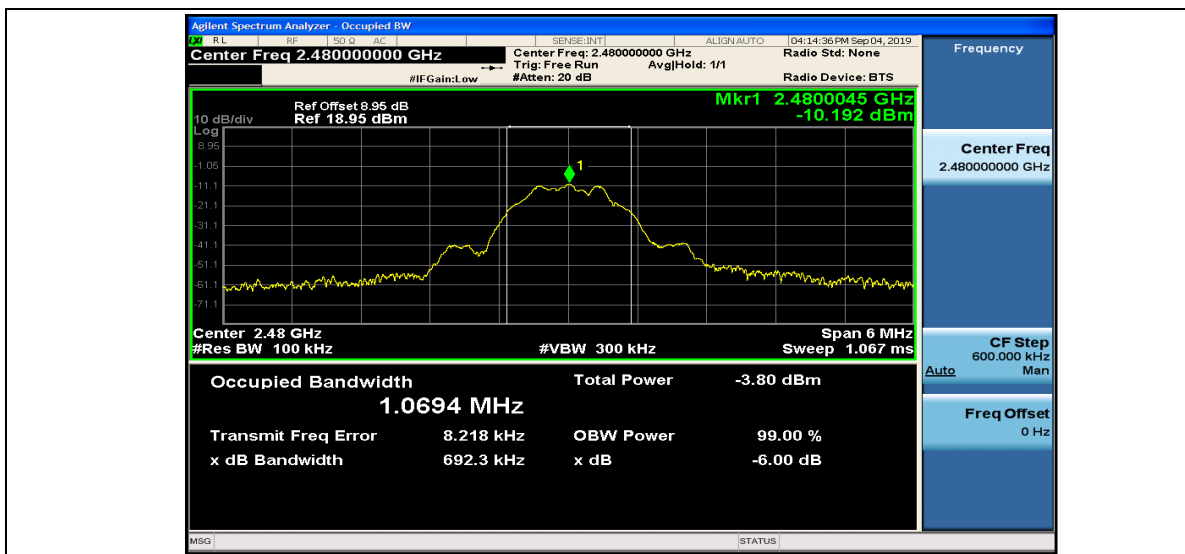 Agilent Spectrum Analyzer - Occupied BW
LXI RL RF 50 Ω AC SENSE:INT ALIGN AUTO 04:14:36 PM Sep 04, 2019
Center Freq 2.480000000 GHz
Center Freq: 2.480000000 GHz
Radio Std: None
Trig: Free Run Avg|Hold: 1/1
#IFGain:Low #Atten: 20 dB Radio Device: BTS
Ref Offset 8.95 dB
10 dB/div Ref 18.95 dBm
Mkr1 2.4800045 GHz
-10.192 dBm
Log
8.95
-1.05
-11.1
-21.1
-31.1
-41.1
-51.1
-61.1
-71.1
1
Center 2.48 GHz Span 6 MHz
#Res BW 100 kHz #VBW 300 kHz Sweep 1.067 ms
Occupied Bandwidth Total Power -3.80 dBm
1.0694 MHz
Transmit Freq Error 8.218 kHz OBW Power 99.00 %
x dB Bandwidth 692.3 kHz x dB -6.00 dB
MSG STATUS
Frequency
Center Freq
2.480000000 GHz
CF Step
600.000 kHz
Auto Man
Freq Offset
0 Hz